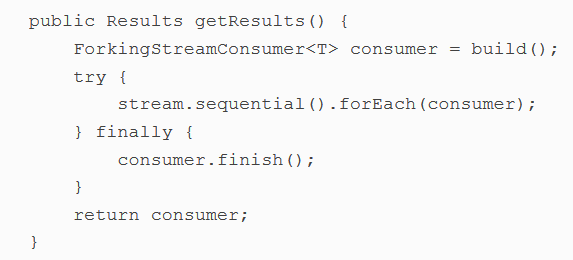 public Results getResults() {
    ForkingStreamConsumer<T> consumer = build();
    try {
        stream.sequential().forEach(consumer);
    } finally {
        consumer.finish();
    }
    return consumer;
}